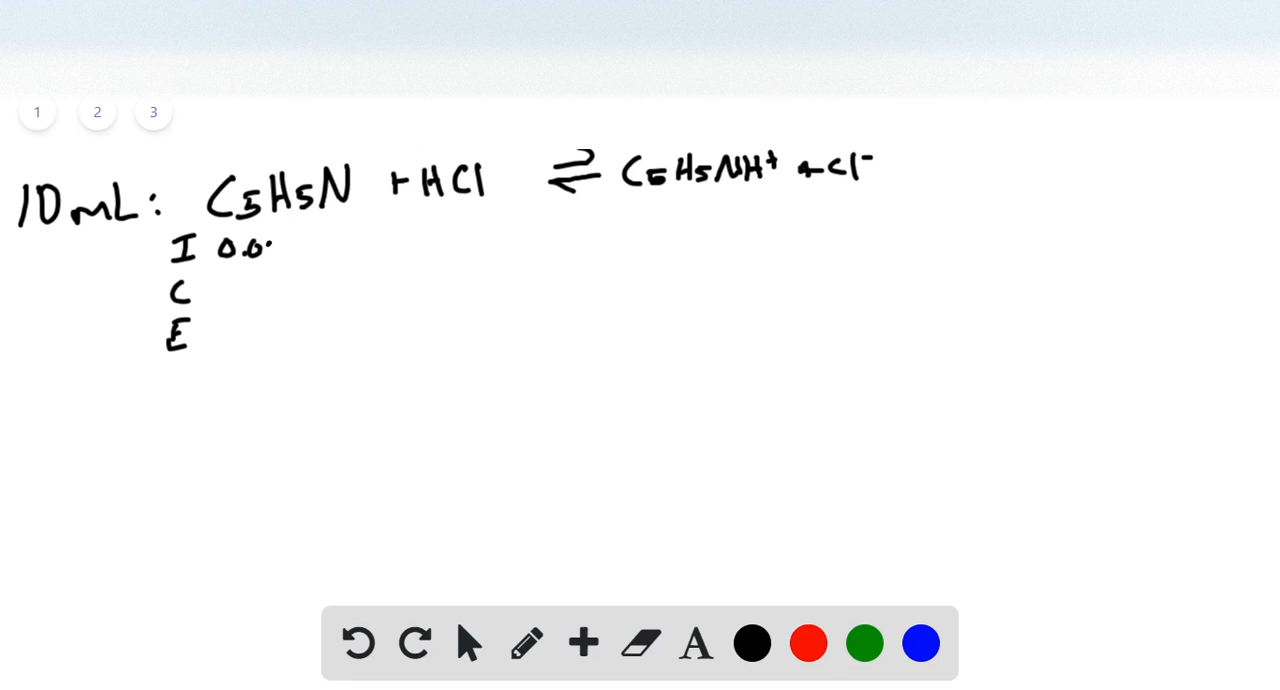 1 2 3
10mL: C5H5N + HCl ⇌ C5H5NH+ + Cl-
I 0.0
C
E
A